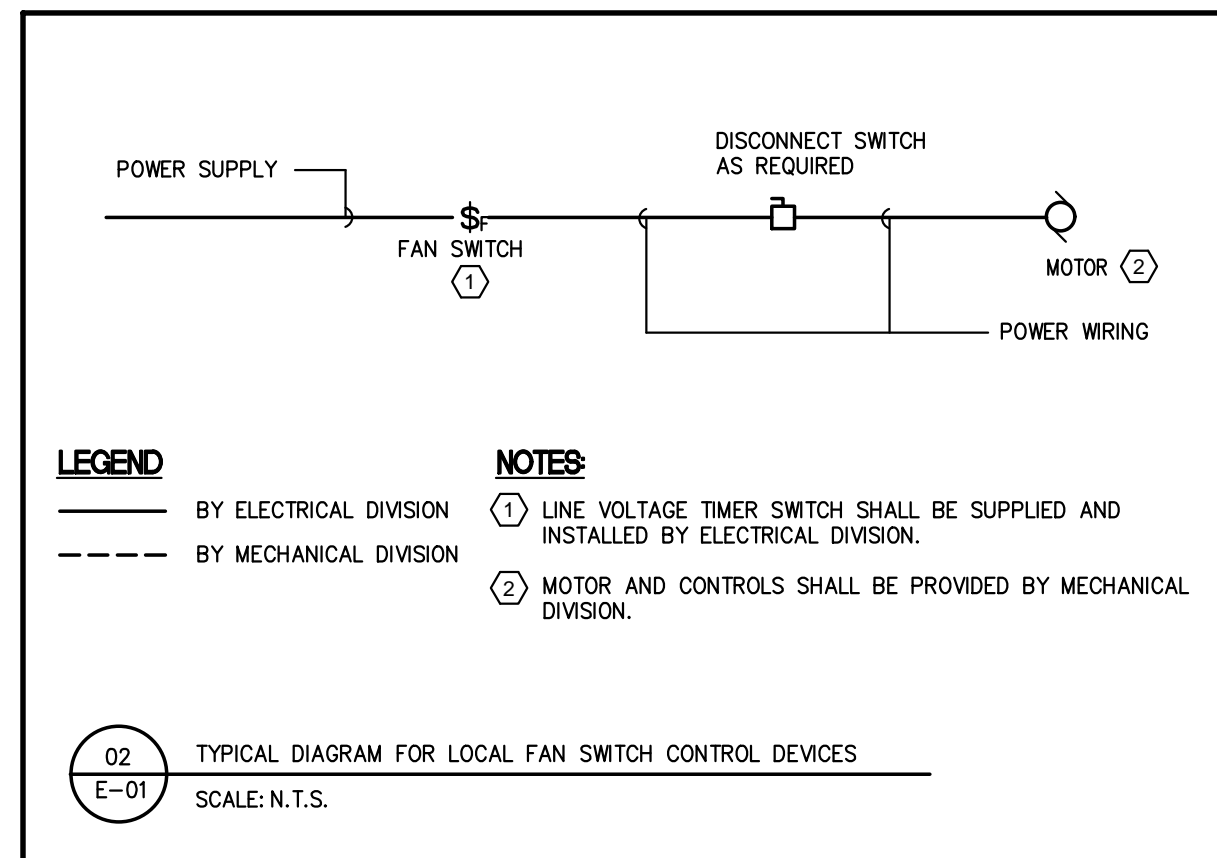 POWER SUPPLY
DISCONNECT SWITCH
AS REQUIRED
$F
FAN SWITCH
1
MOTOR 2
POWER WIRING
LEGEND
BY ELECTRICAL DIVISION
BY MECHANICAL DIVISION
NOTES:
1 LINE VOLTAGE TIMER SWITCH SHALL BE SUPPLIED AND
INSTALLED BY ELECTRICAL DIVISION.
2 MOTOR AND CONTROLS SHALL BE PROVIDED BY MECHANICAL
DIVISION.
02
E-01
TYPICAL DIAGRAM FOR LOCAL FAN SWITCH CONTROL DEVICES
SCALE: N.T.S.